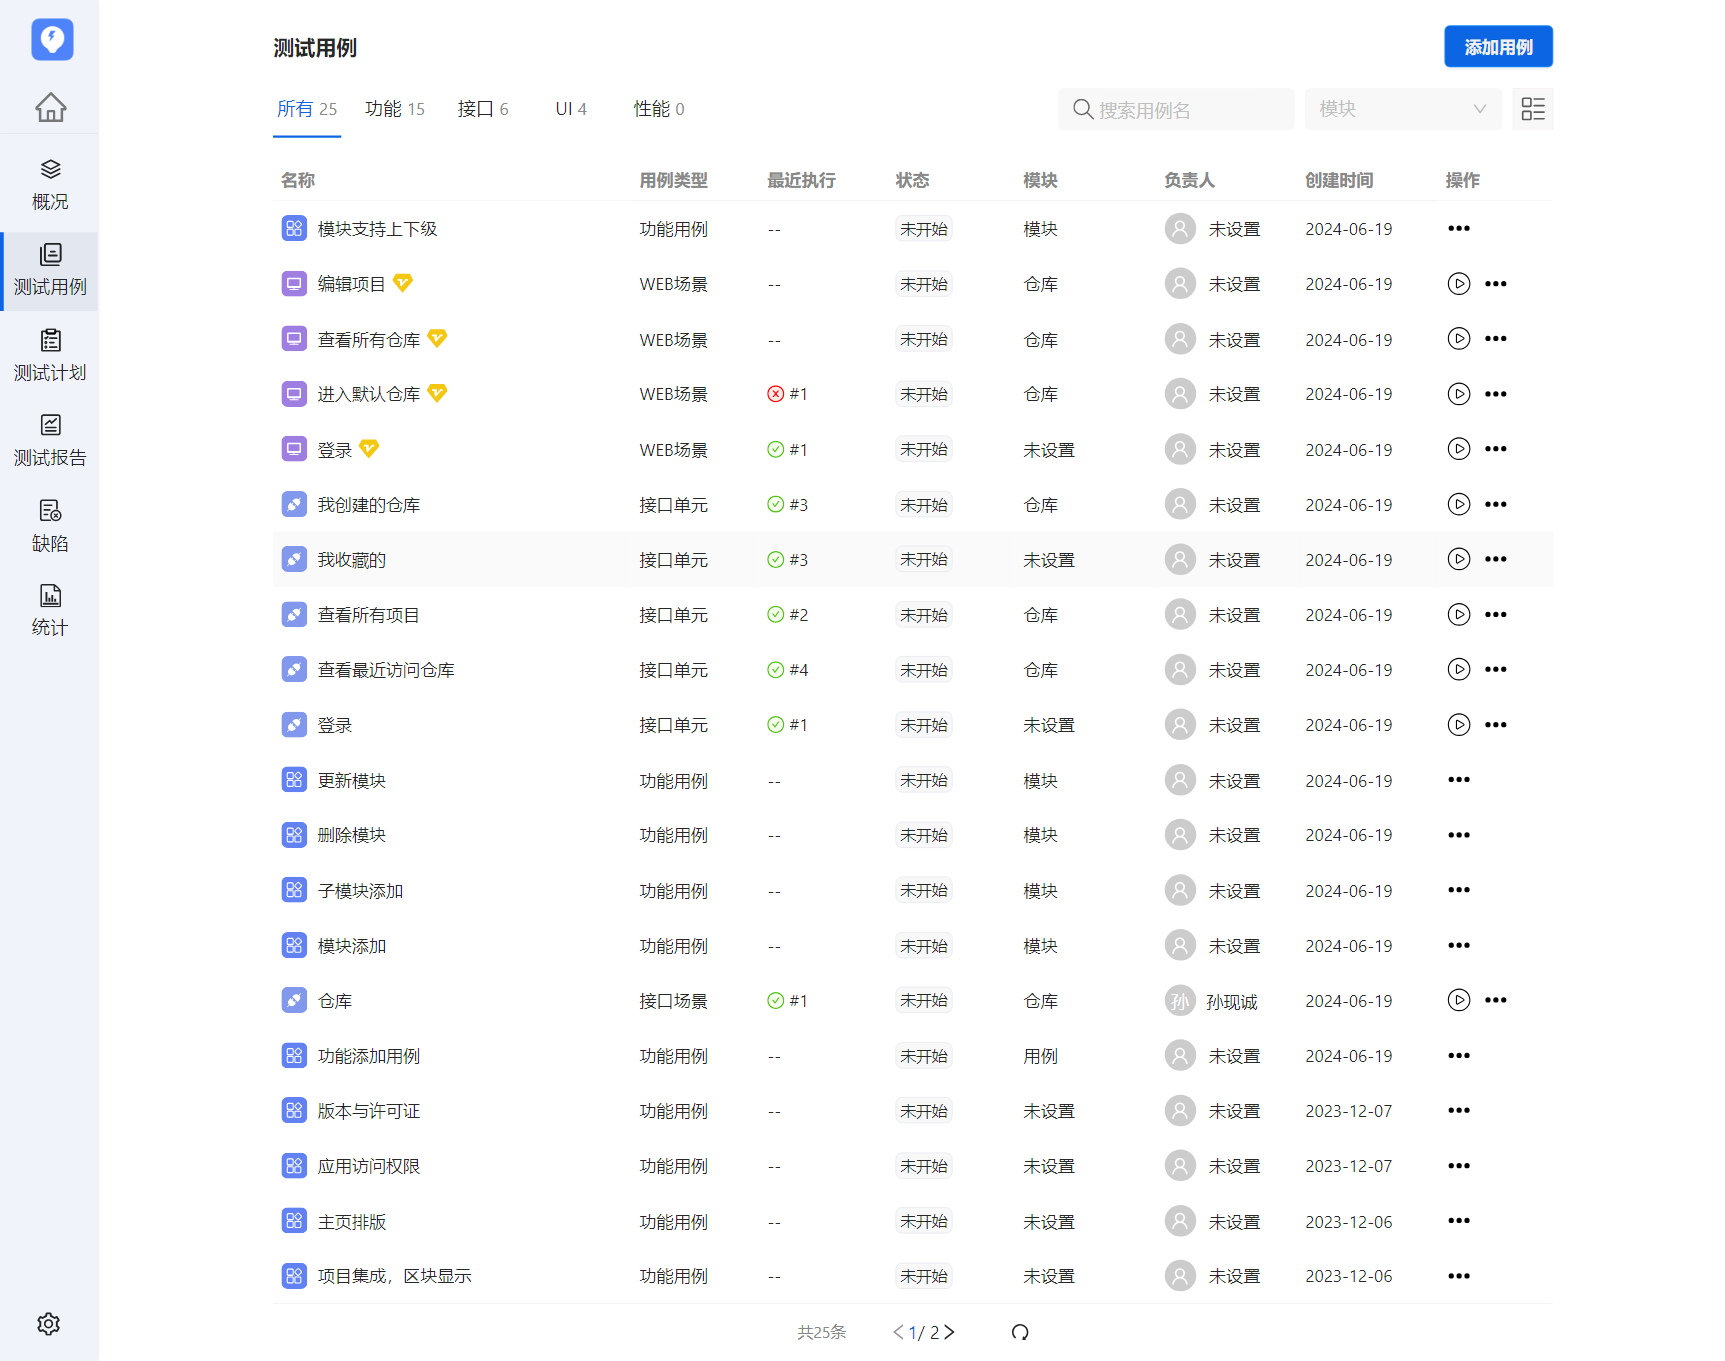 测试用例
添加用例
所有 25 功能 15 接口 6 UI 4 性能 0
搜索用例名
模块
概况
测试用例
测试计划
测试报告
缺陷
统计
名称 用例类型 最近执行 状态 模块 负责人 创建时间 操作
模块支持上下级 功能用例 -- 未开始 模块 未设置 2024-06-19
编辑项目 WEB场景 -- 未开始 仓库 未设置 2024-06-19
查看所有仓库 WEB场景 -- 未开始 仓库 未设置 2024-06-19
进入默认仓库 WEB场景 #1 未开始 仓库 未设置 2024-06-19
登录 WEB场景 #1 未开始 未设置 未设置 2024-06-19
我创建的仓库 接口单元 #3 未开始 仓库 未设置 2024-06-19
我收藏的 接口单元 #3 未开始 未设置 未设置 2024-06-19
查看所有项目 接口单元 #2 未开始 仓库 未设置 2024-06-19
查看最近访问仓库 接口单元 #4 未开始 仓库 未设置 2024-06-19
登录 接口单元 #1 未开始 未设置 未设置 2024-06-19
更新模块 功能用例 -- 未开始 模块 未设置 2024-06-19
删除模块 功能用例 -- 未开始 模块 未设置 2024-06-19
子模块添加 功能用例 -- 未开始 模块 未设置 2024-06-19
模块添加 功能用例 -- 未开始 模块 未设置 2024-06-19
仓库 接口场景 #1 未开始 仓库 孙 孙现诚 2024-06-19
功能添加用例 功能用例 -- 未开始 用例 未设置 2024-06-19
版本与许可证 功能用例 -- 未开始 未设置 未设置 2023-12-07
应用访问权限 功能用例 -- 未开始 未设置 未设置 2023-12-07
主页排版 功能用例 -- 未开始 未设置 未设置 2023-12-06
项目集成，区块显示 功能用例 -- 未开始 未设置 未设置 2023-12-06
共25条 1/ 2